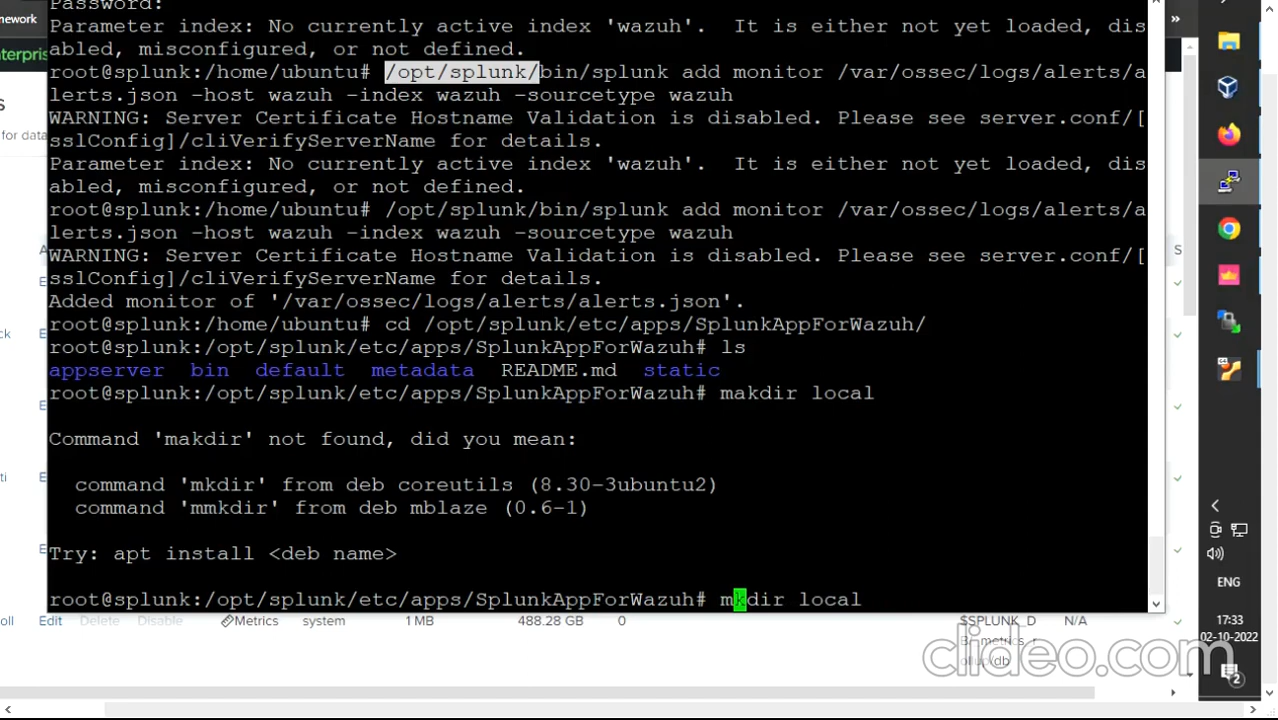 Password:
Parameter index: No currently active index 'wazuh'.  It is either not yet loaded, dis
abled, misconfigured, or not defined.
root@splunk:/home/ubuntu# /opt/splunk/bin/splunk add monitor /var/ossec/logs/alerts/a
lerts.json -host wazuh -index wazuh -sourcetype wazuh
WARNING: Server Certificate Hostname Validation is disabled. Please see server.conf/[
sslConfig]/cliVerifyServerName for details.
Parameter index: No currently active index 'wazuh'.  It is either not yet loaded, dis
abled, misconfigured, or not defined.
root@splunk:/home/ubuntu# /opt/splunk/bin/splunk add monitor /var/ossec/logs/alerts/a
lerts.json -host wazuh -index wazuh -sourcetype wazuh
WARNING: Server Certificate Hostname Validation is disabled. Please see server.conf/[
sslConfig]/cliVerifyServerName for details.
Added monitor of '/var/ossec/logs/alerts/alerts.json'.
root@splunk:/home/ubuntu# cd /opt/splunk/etc/apps/SplunkAppForWazuh/
root@splunk:/opt/splunk/etc/apps/SplunkAppForWazuh# ls
appserver  bin  default  metadata  README.md  static
root@splunk:/opt/splunk/etc/apps/SplunkAppForWazuh# makdir local
Command 'makdir' not found, did you mean:
command 'mkdir' from deb coreutils (8.30-3ubuntu2)
command 'mmkdir' from deb mblaze (0.6-1)
Try: apt install <deb name>
root@splunk:/opt/splunk/etc/apps/SplunkAppForWazuh# mkdir local
Edit Delete Disable Metrics system 1 MB 488.28 GB 0 $SPLUNK_D N/A
for data
ENG
17:33
02-10-2022
2
clideo.com